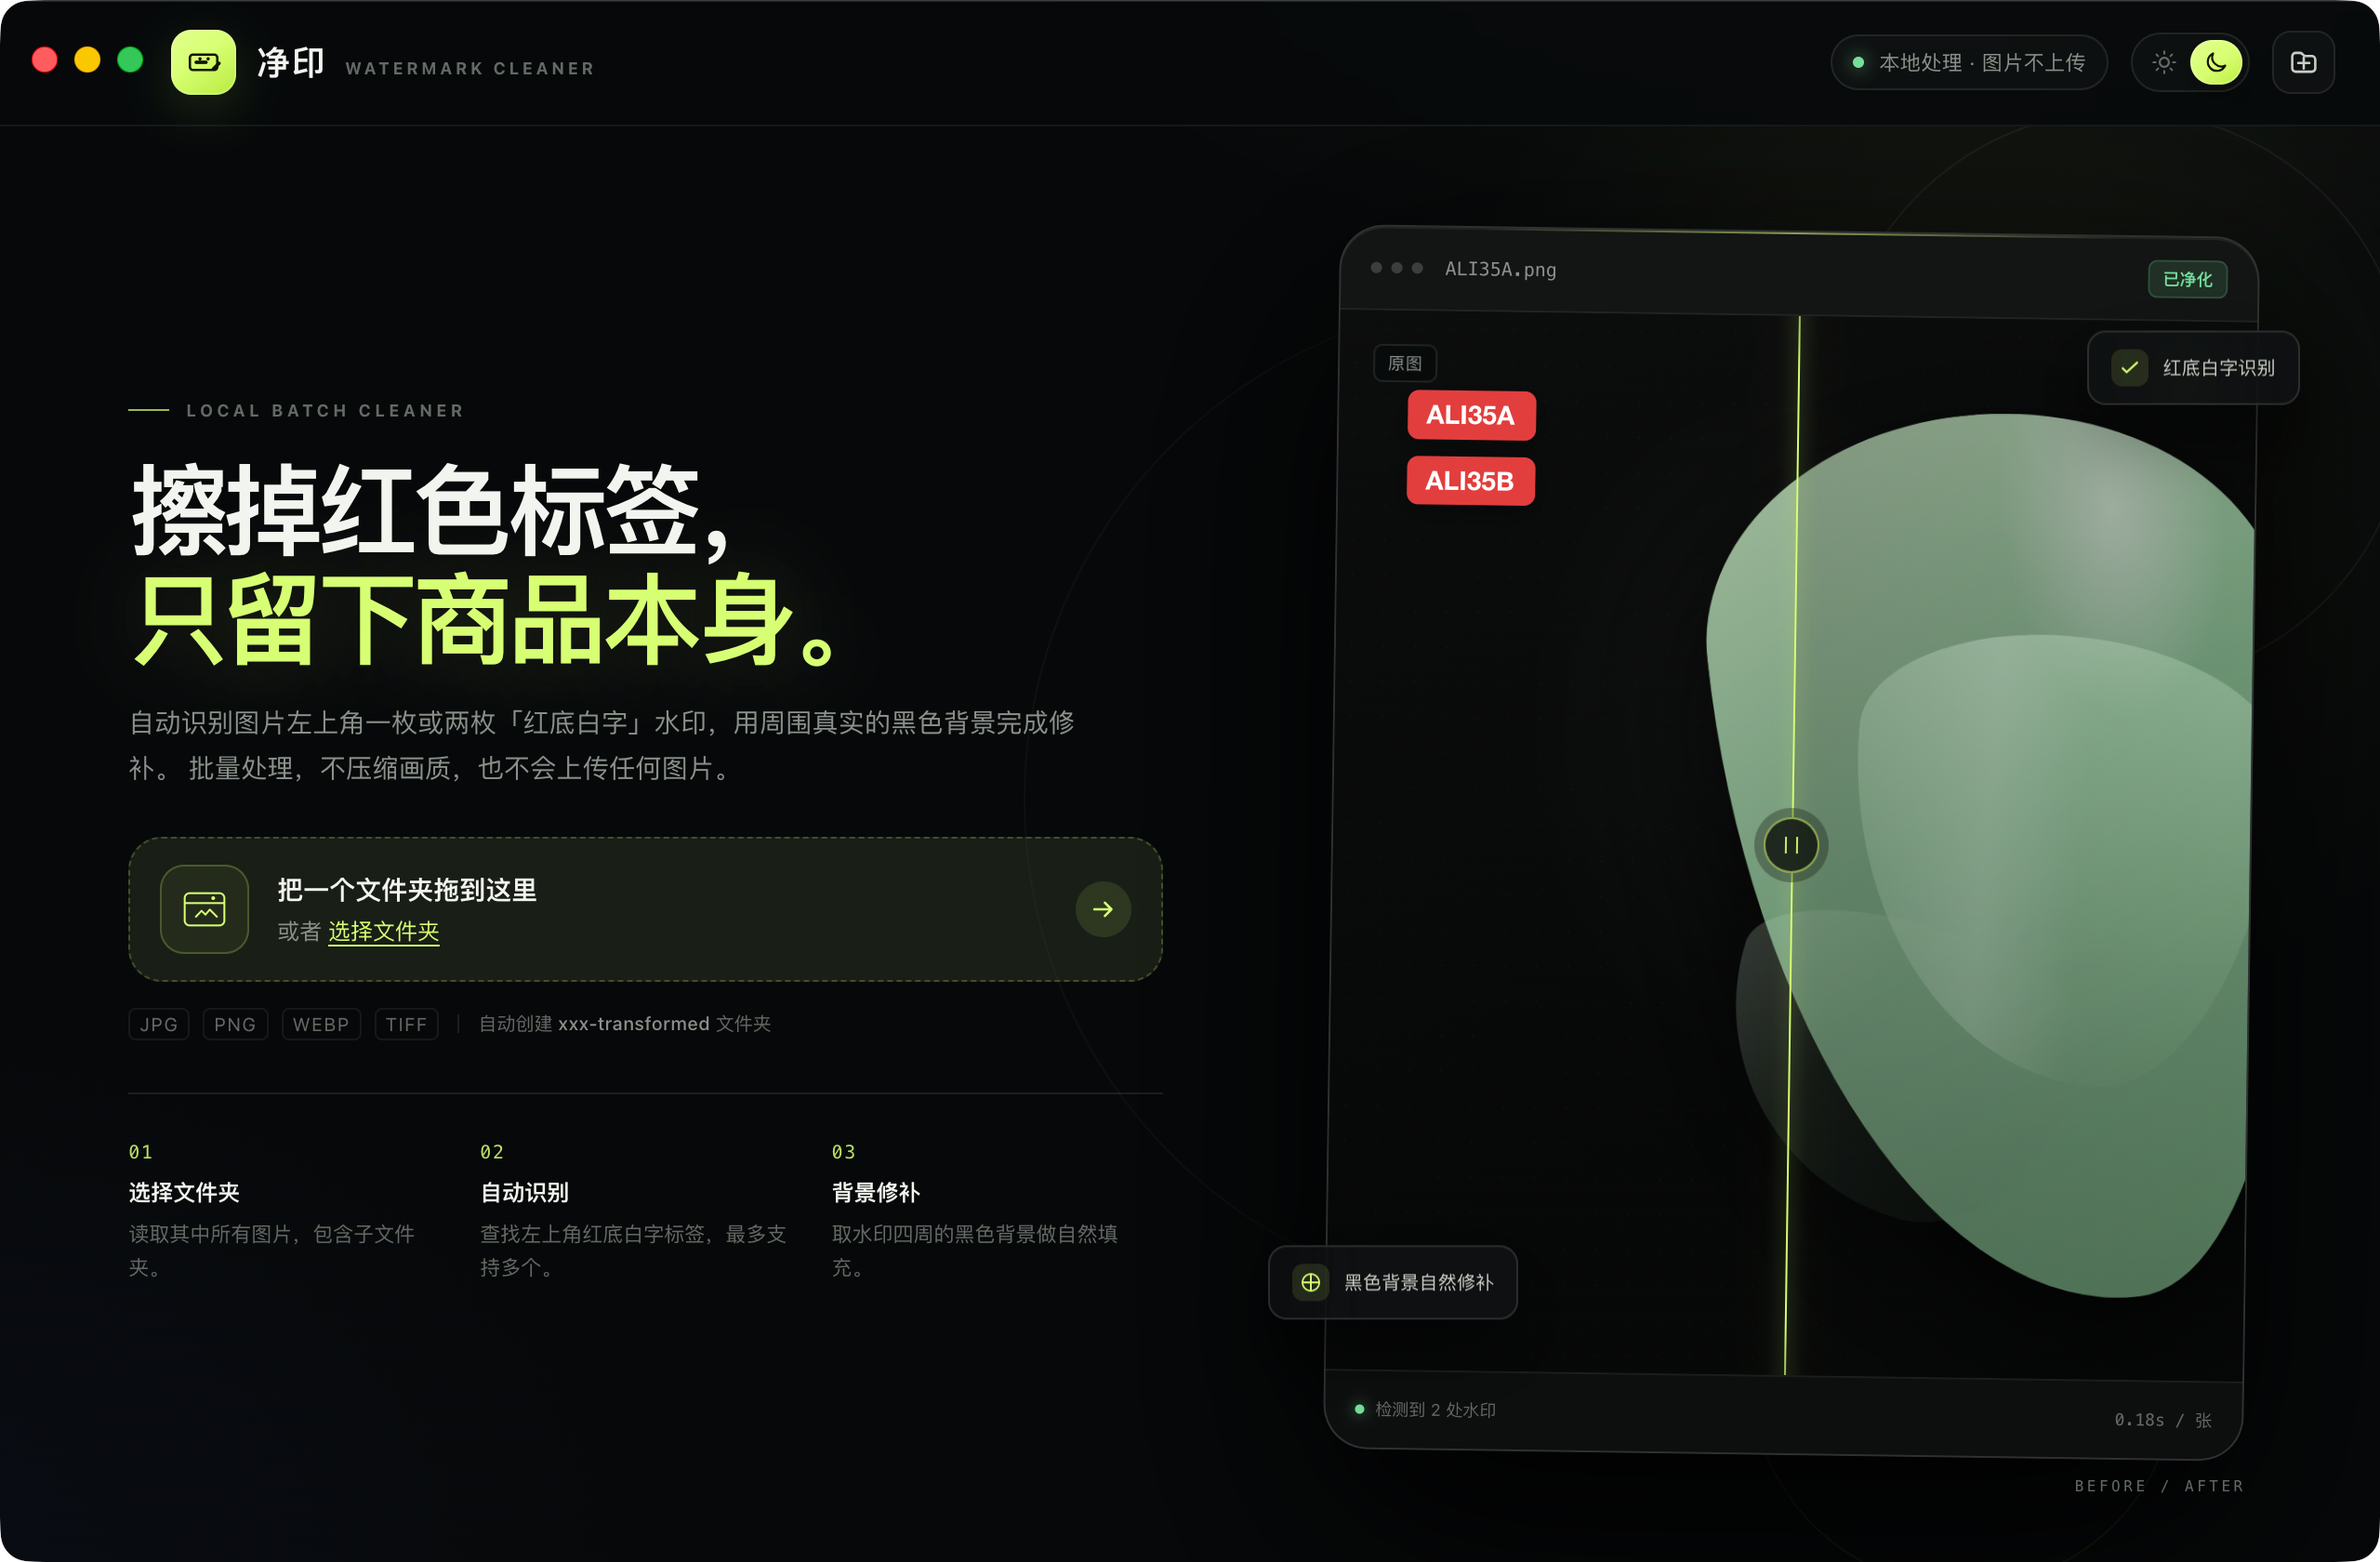 净印 WATERMARK CLEANER
本地处理 · 图片不上传
LOCAL BATCH CLEANER
擦掉红色标签，
只留下商品本身。
自动识别图片左上角一枚或两枚「红底白字」水印，用周围真实的黑色背景完成修
补。 批量处理，不压缩画质，也不会上传任何图片。
把一个文件夹拖到这里
或者 选择文件夹
JPG PNG WEBP TIFF 自动创建 xxx-transformed 文件夹
01
选择文件夹
读取其中所有图片，包含子文件
夹。
02
自动识别
查找左上角红底白字标签，最多支
持多个。
03
背景修补
取水印四周的黑色背景做自然填
充。
ALI35A.png
已净化
红底白字识别
原图
ALI35A
ALI35B
黑色背景自然修补
检测到 2 处水印
0.18s / 张
BEFORE / AFTER